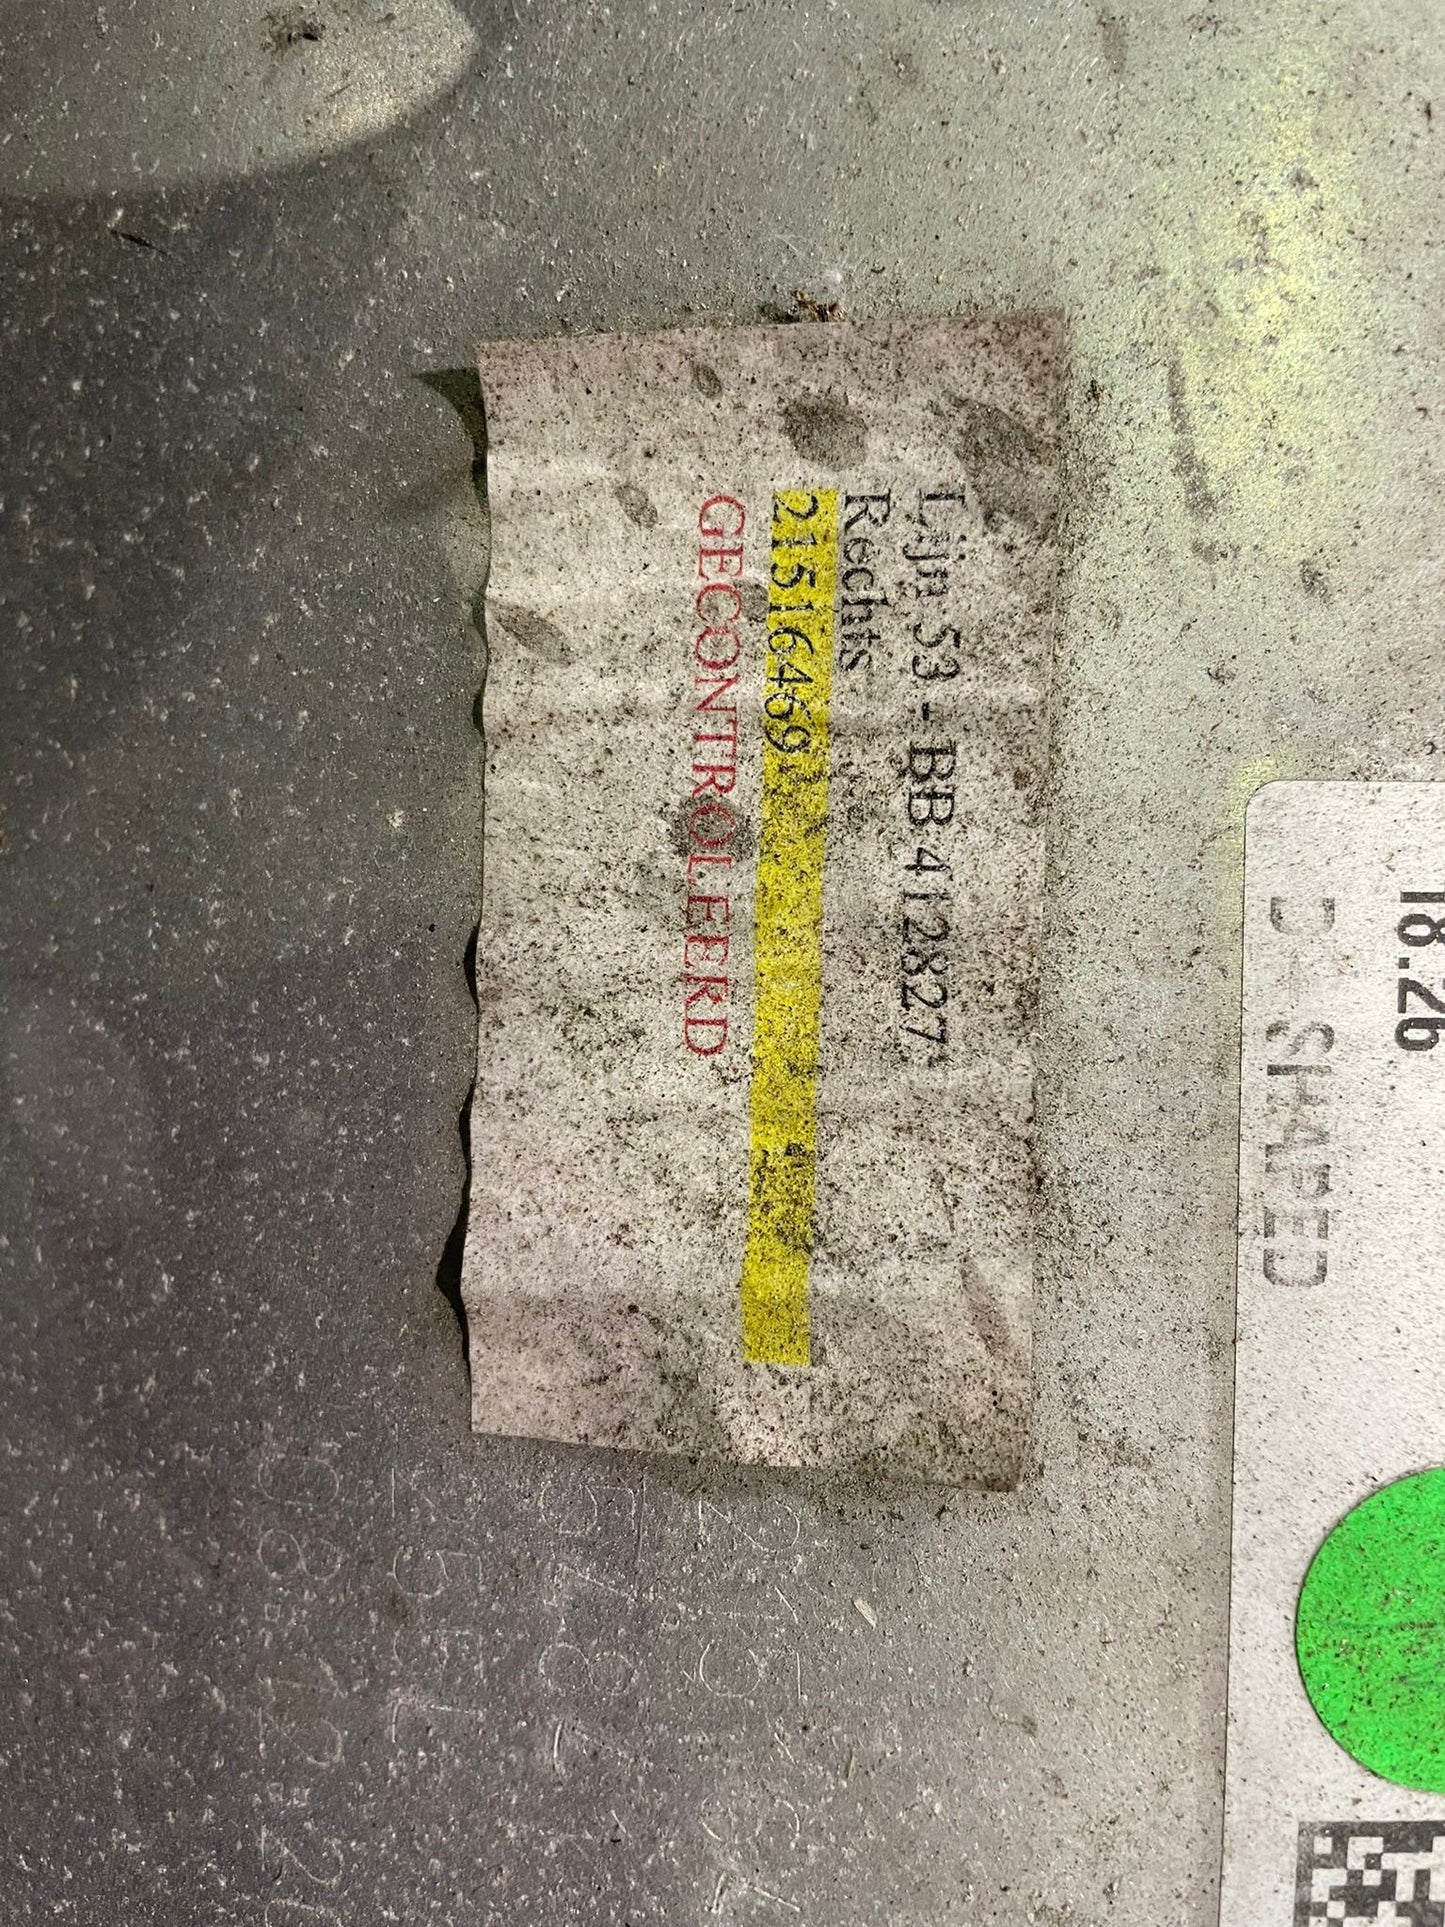 Lijn 53 - BB 412827
Rechts
21516469
GECONTROLEERD
18.26
D-SHAPED